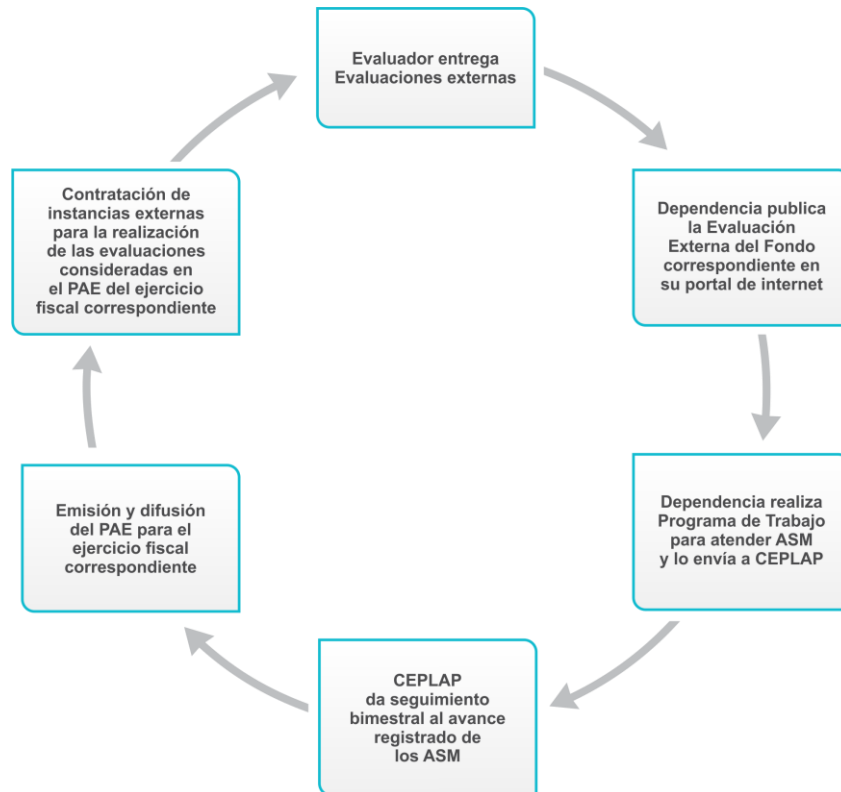 Evaluador entrega
Evaluaciones externas
Dependencia publica
la Evaluación
Externa del Fondo
correspondiente en
su portal de internet
Dependencia realiza
Programa de Trabajo
para atender ASM
y lo envía a CEPLAP
CEPLAP
da seguimiento
bimestral al avance
registrado de
los ASM
Emisión y difusión
del PAE para el
ejercicio fiscal
correspondiente
Contratación de
instancias externas
para la realización
de las evaluaciones
consideradas en
el PAE del ejercicio
fiscal correspondiente